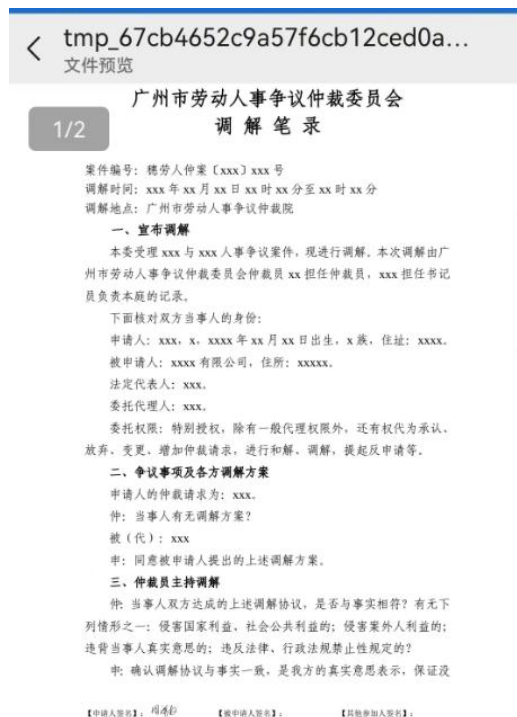 tmp_67cb4652c9a57f6cb12ced0a...
文件预览
广州市劳动人事争议仲裁委员会
1/2
调 解 笔 录
案件编号：穗劳人仲案〔xxx〕xxx 号
调解时间：xxx 年 xx 月 xx 日 xx 时 xx 分至 xx 时 xx 分
调解地点：广州市劳动人事争议仲裁院
一、宣布调解
本委受理 xxx 与 xxx 人事争议案件，现进行调解。本次调解由广
州市劳动人事争议仲裁委员会仲裁员 xx 担任仲裁员，xxx 担任书记
员负责本庭的记录。
下面核对双方当事人的身份：
申请人：xxx，x，xxxx 年 xx 月 xx 日出生，x 族，住址：xxxx。
被申请人：xxxx 有限公司，住所：xxxxx。
法定代表人：xxx。
委托代理人：xxx。
委托权限：特别授权，除有一般代理权限外，还有权代为承认、
放弃、变更、增加仲裁请求，进行和解、调解，提起反申请等。
二、争议事项及各方调解方案
申请人的仲裁请求为：xxx。
仲：当事人有无调解方案？
被（代）：xxx
申：同意被申请人提出的上述调解方案。
三、仲裁员主持调解
仲：当事人双方达成的上述调解协议，是否与事实相符？有无下
列情形之一：侵害国家利益、社会公共利益的；侵害案外人利益的；
违背当事人真实意思的；违反法律、行政法规禁止性规定的？
申：确认调解协议与事实一致，是我方的真实意思表示，保证没
【申请人签名】： 【被申请人签名】： 【其他参加人签名】：